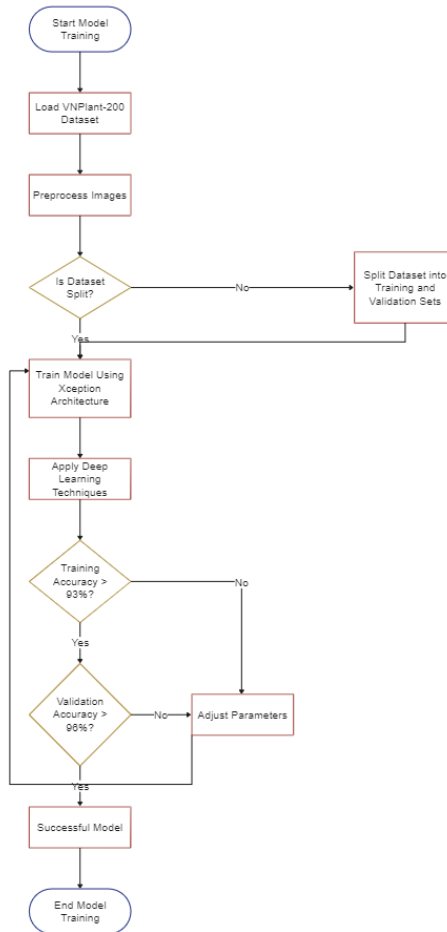 Start Model
Training
Load VNPlant-200
Dataset
Preprocess Images
Is Dataset
Split?
No
Split Dataset into
Training and
Validation Sets
Yes
Train Model Using
Xception
Architecture
Apply Deep
Learning
Techniques
Training
Accuracy >
93%?
No
Yes
Validation
Accuracy >
96%?
No
Adjust Parameters
Yes
Successful Model
End Model
Training